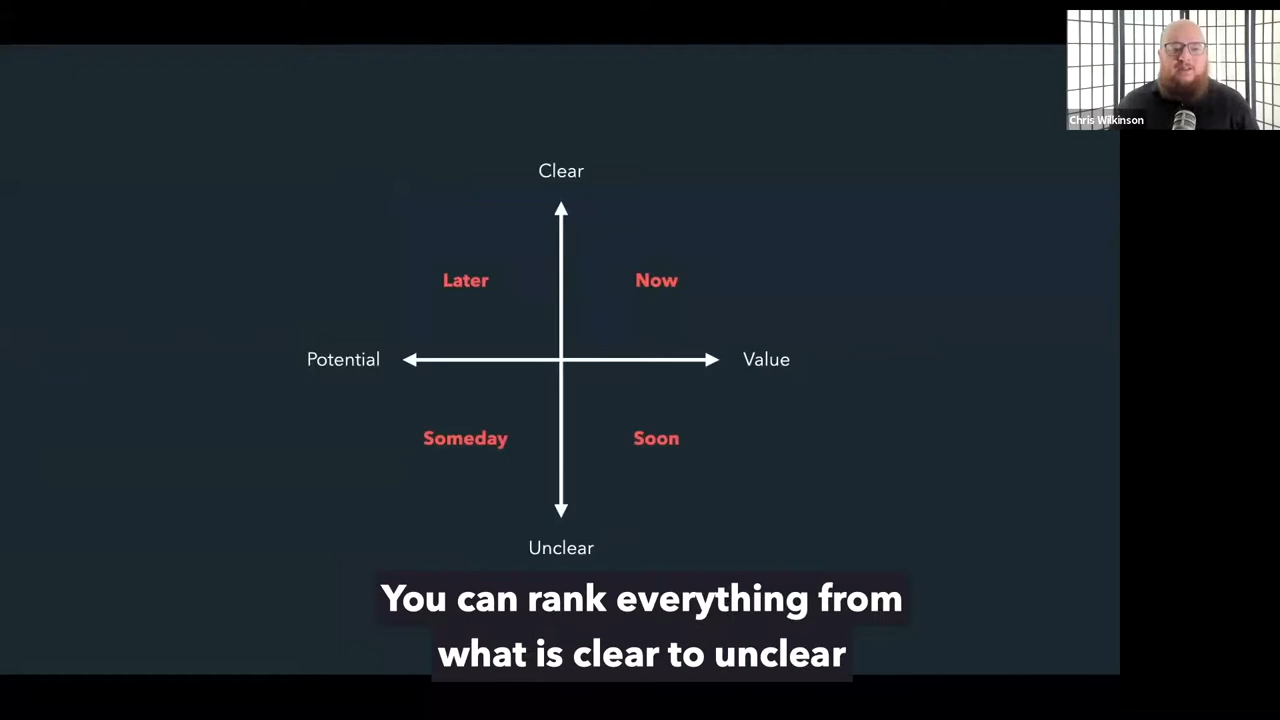 Chris Wilkinson
Clear
Later
Now
Potential
Value
Someday
Soon
Unclear
You can rank everything from
what is clear to unclear